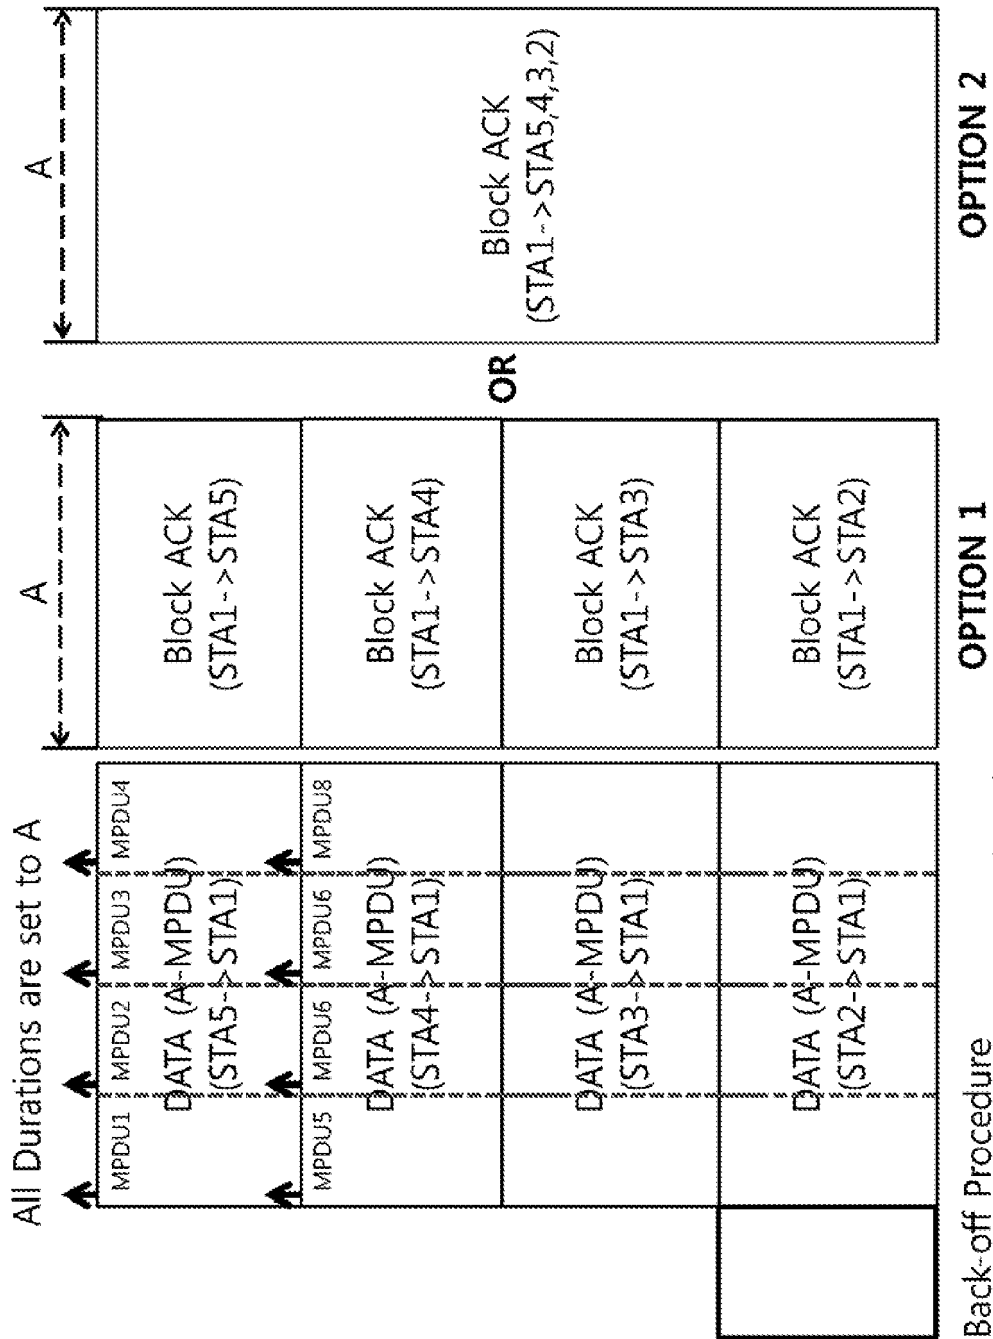 All Durations are set to A
A
A
MPDU1
MPDU2
MPDU3
MPDU4
DATA (A-MPDU)
(STA5->STA1)
Block ACK
(STA1->STA5)
MPDU5
MPDU6
MPDU6
MPDU8
DATA (A-MPDU)
(STA4->STA1)
Block ACK
(STA1->STA4)
OR
Block ACK
(STA1->STA5,4,3,2)
DATA (A-MPDU)
(STA3->STA1)
Block ACK
(STA1->STA3)
DATA (A-MPDU)
(STA2->STA1)
Block ACK
(STA1->STA2)
Back-off Procedure
OPTION 1
OPTION 2